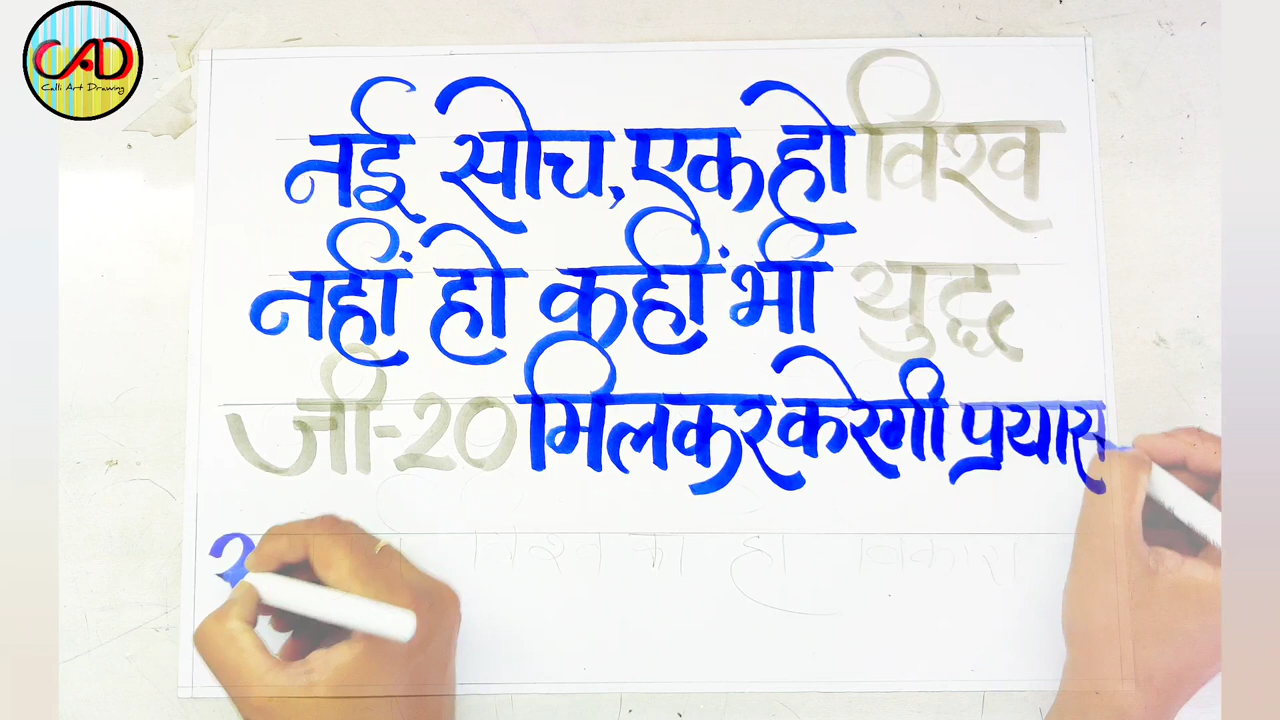 CAD
Calli Art Drawing
नई सोच, एक हो विश्व
नहीं हो कहीं भी युद्ध
जी-20 मिलकर करेगी प्रयास
विश्व का हो विकास